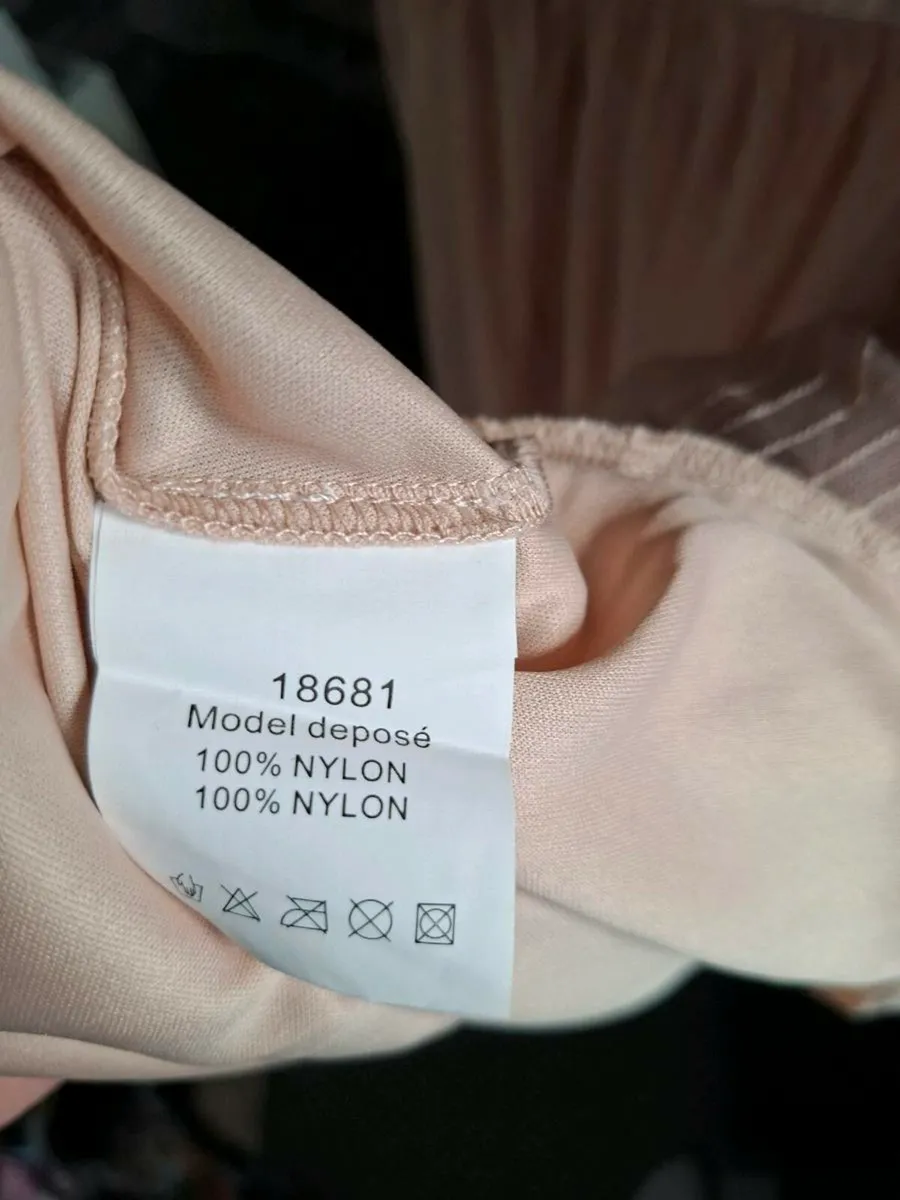 18681
Model deposé
100% NYLON
100% NYLON